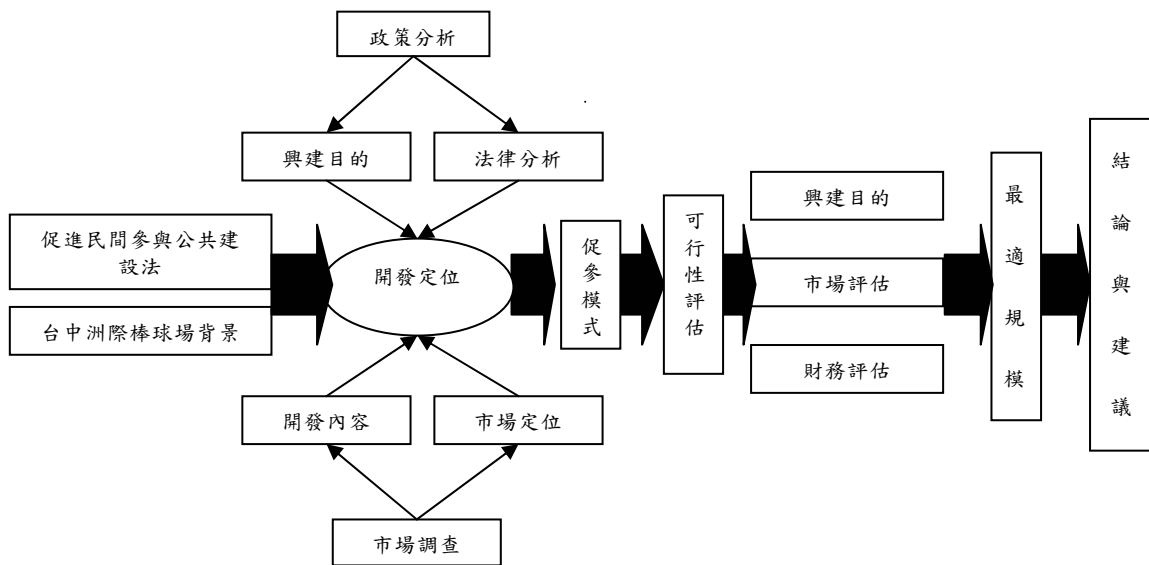 政策分析
興建目的
法律分析
促進民間參與公共建
設法
台中洲際棒球場背景
開發定位
開發內容
市場定位
市場調查
促參模式
可行性評估
興建目的
市場評估
財務評估
最適規模
結論與建議